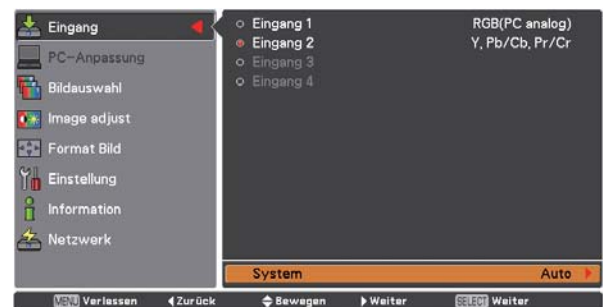 Eingang
PC-Anpassung
Bildauswahl
Image adjust
Format Bild
Einstellung
Information
Netzwerk
Eingang 1 RGB(PC analog)
Eingang 2 Y, Pb/Cb, Pr/Cr
Eingang 3
Eingang 4
System Auto
MENU Verlassen Zurück Bewegen Weiter SELECT Weiter